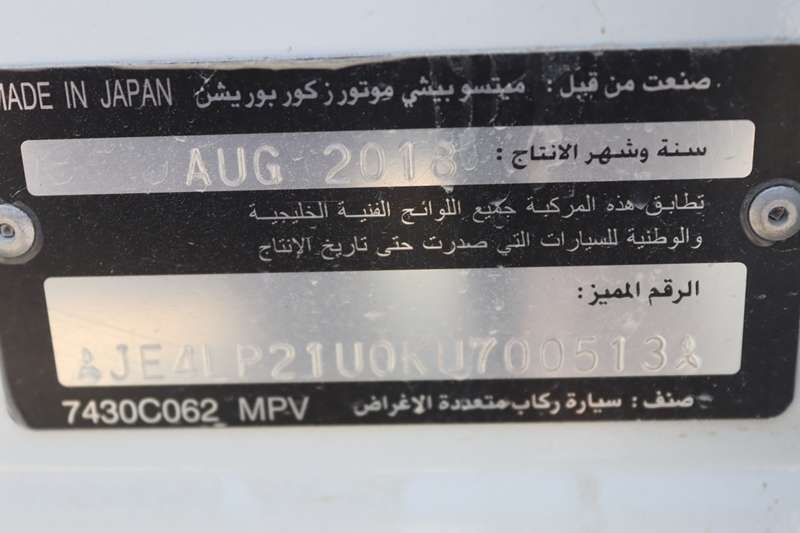 صنعت من قبل: ميتسوبيشي موتورز كوربوريشن MADE IN JAPAN
سنة وشهر الانتاج: AUG 2018
تطابق هذه المركبة جميع اللوائح الفنية الخليجية
والوطنية للسيارات التي صدرت حتى تاريخ الإنتاج
الرقم المميز:
JE4LP21U0KU700513
صنف: سيارة ركاب متعددة الاغراض 7430C062 MPV